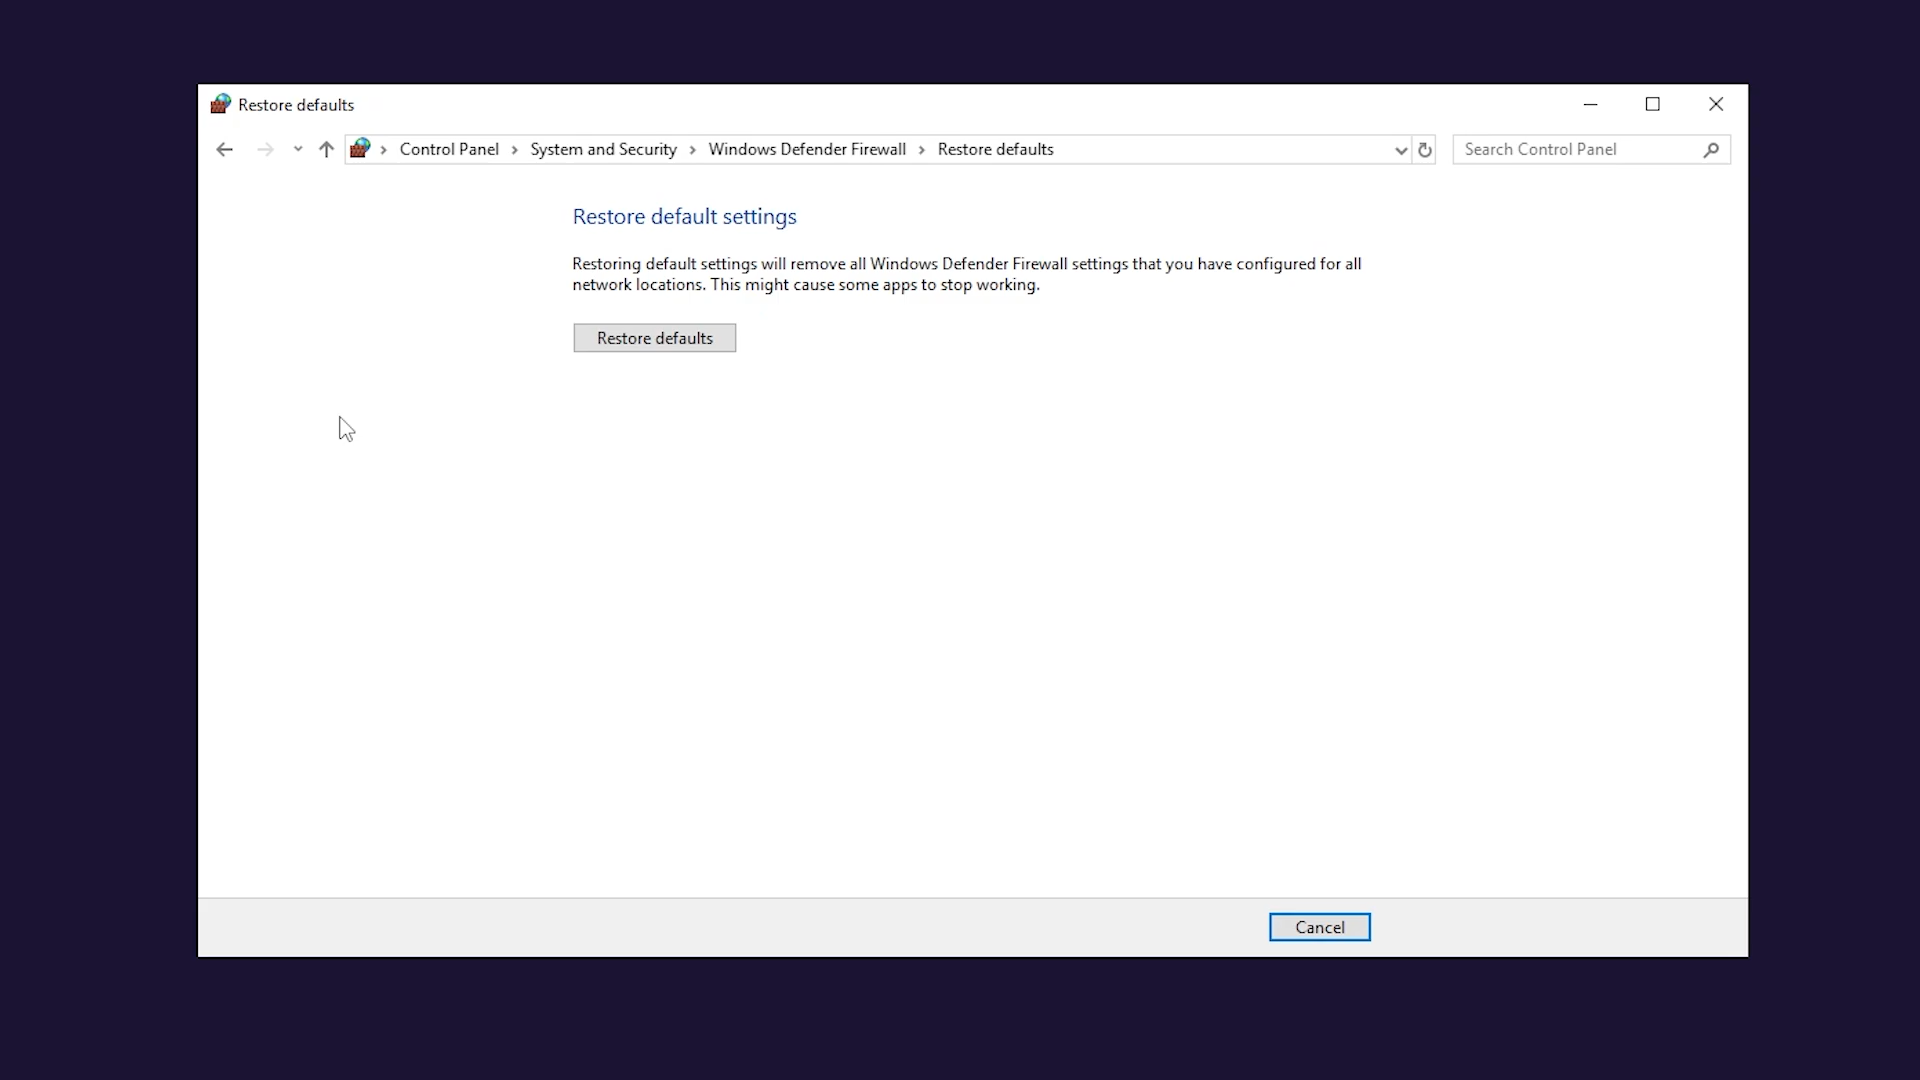 Restore defaults
Control Panel > System and Security > Windows Defender Firewall > Restore defaults
Search Control Panel
Restore default settings
Restoring default settings will remove all Windows Defender Firewall settings that you have configured for all
network locations. This might cause some apps to stop working.
Restore defaults
Cancel